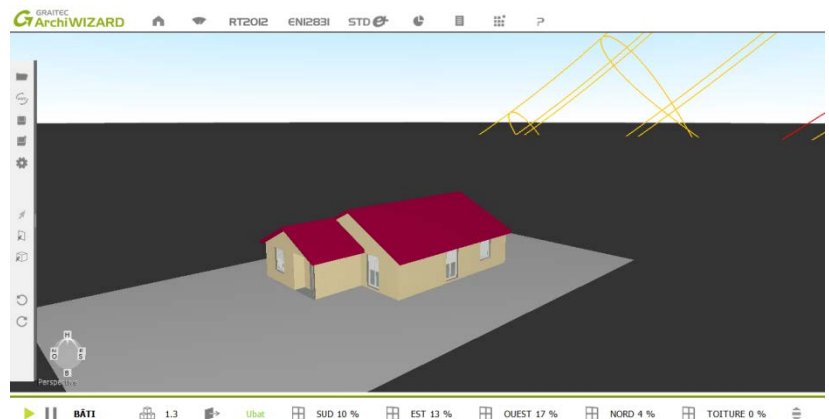 GRAITEC
ArchiWIZARD
RT2012 EN12831 STD
Perspective
BÂTI 1.3 Ubat SUD 10 % EST 13 % OUEST 17 % NORD 4 % TOITURE 0 %